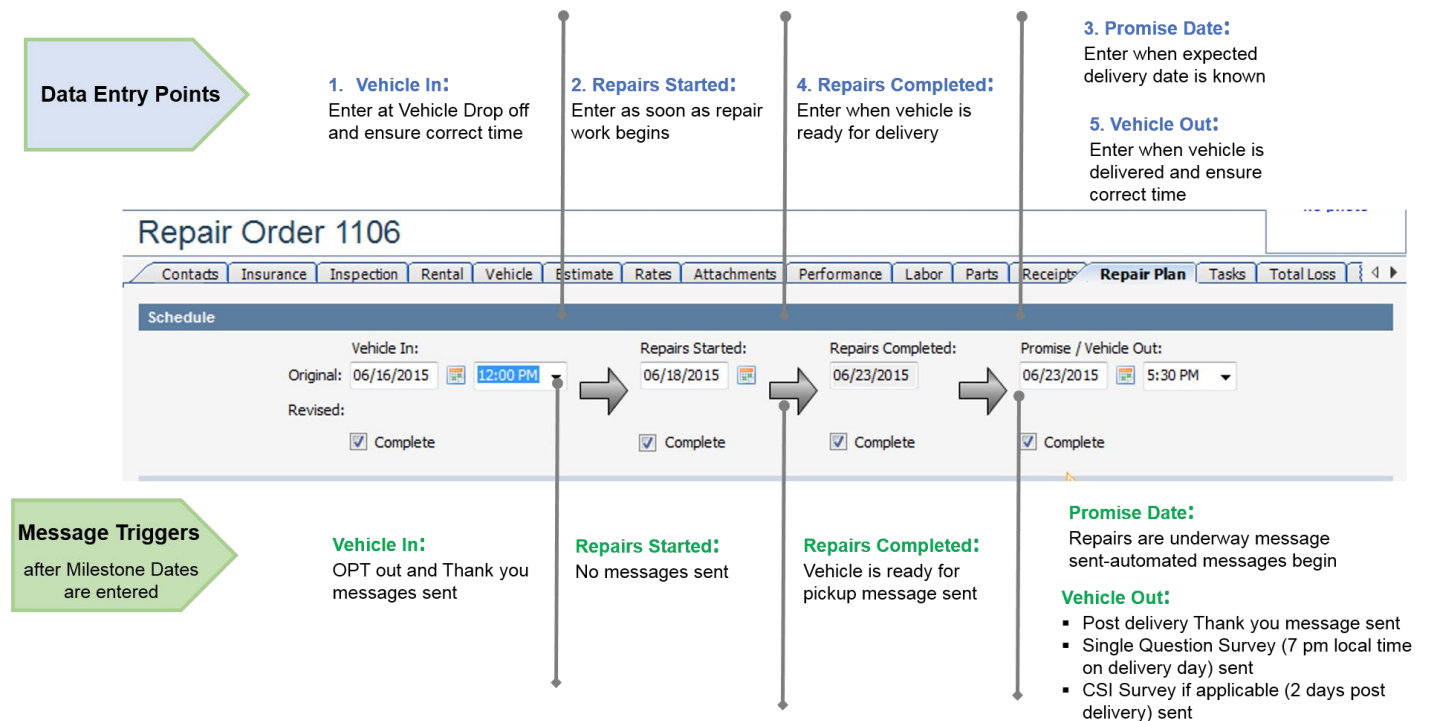 Data Entry Points
1. Vehicle In:
Enter at Vehicle Drop off
and ensure correct time
2. Repairs Started:
Enter as soon as repair
work begins
4. Repairs Completed:
Enter when vehicle is
ready for delivery
3. Promise Date:
Enter when expected
delivery date is known
5. Vehicle Out:
Enter when vehicle is
delivered and ensure
correct time
Repair Order 1106
Contacts Insurance Inspection Rental Vehicle Estimate Rates Attachments Performance Labor Parts Receipts Repair Plan Tasks Total Loss
Schedule
Vehicle In: Repairs Started: Repairs Completed: Promise / Vehicle Out:
Original: 06/16/2015 12:00 PM 06/18/2015 06/23/2015 06/23/2015 5:30 PM
Revised:
Complete Complete Complete Complete
Message Triggers
after Milestone Dates
are entered
Vehicle In:
OPT out and Thank you
messages sent
Repairs Started:
No messages sent
Repairs Completed:
Vehicle is ready for
pickup message sent
Promise Date:
Repairs are underway message
sent-automated messages begin
Vehicle Out:
▪ Post delivery Thank you message sent
▪ Single Question Survey (7 pm local time
on delivery day) sent
▪ CSI Survey if applicable (2 days post
delivery) sent